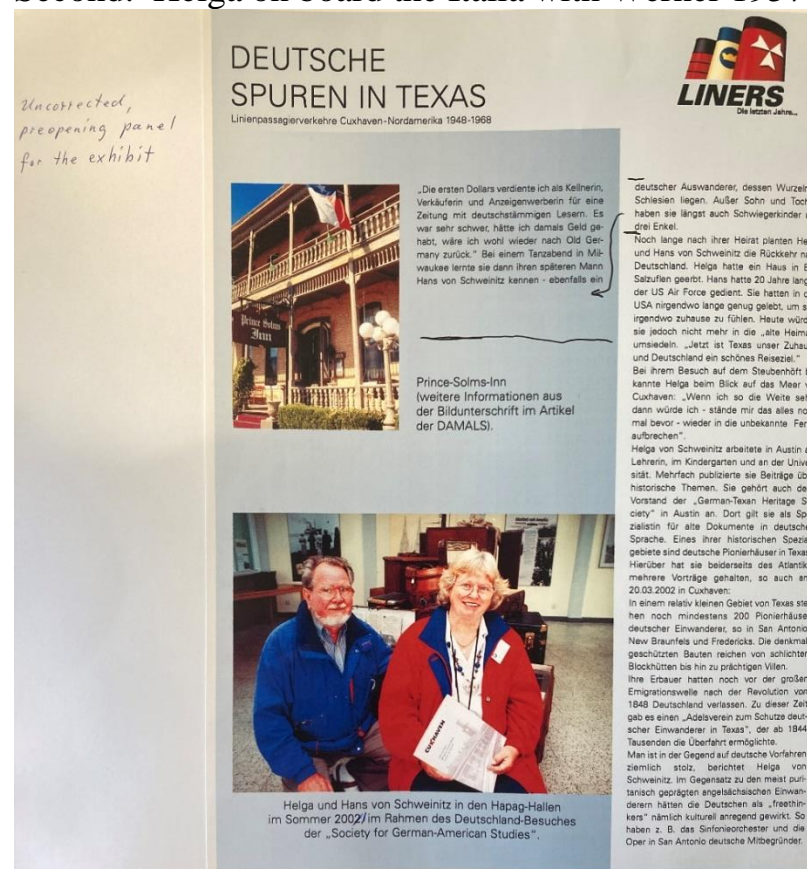 Second: Helga on board the Italia with Werner
Uncorrected,
preopening panel
for the exhibit
DEUTSCHE
SPUREN IN TEXAS
Linienpassagierverkehre Cuxhaven-Nordamerika 1948-1968
LINERS
Die letzten Jahre...
„Die ersten Dollars verdiente ich als Kellnerin,
Verkäuferin und Anzeigenwerberin für eine
Zeitung mit deutschstämmigen Lesern. Es
war sehr schwer, hätte ich damals Geld ge-
habt, wäre ich wohl wieder nach Old Ger-
many zurück." Bei einem Tanzabend in Mil-
waukee lernte sie dann ihren späteren Mann
Hans von Schweinitz kennen - ebenfalls ein
Prince Solms
Inn
Prince-Solms-Inn
(weitere Informationen aus
der Bildunterschrift im Artikel
der DAMALS).
CUXHAVEN
Helga und Hans von Schweinitz in den Hapag-Hallen
im Sommer 2002/im Rahmen des Deutschland-Besuches
der „Society for German-American Studies".
deutscher Auswanderer, dessen Wurzeln
Schlesien liegen. Außer Sohn und Toch
haben sie längst auch Schwiegerkinder
drei Enkel.
Noch lange nach ihrer Heirat planten He
und Hans von Schweinitz die Rückkehr na
Deutschland. Helga hatte ein Haus in B
Salzuflen geerbt. Hans hatte 20 Jahre lang
der US Air Force gedient. Sie hatten in d
USA nirgendwo lange genug gelebt, um s
irgendwo zuhause zu fühlen. Heute würd
sie jedoch nicht mehr in die „alte Heima
umsiedeln. „Jetzt ist Texas unser Zuhau
und Deutschland ein schönes Reiseziel."
Bei ihrem Besuch auf dem Steubenhöft b
kannte Helga beim Blick auf das Meer v
Cuxhaven: „Wenn ich so die Weite seh
dann würde ich - stände mir das alles no
mal bevor - wieder in die unbekannte Fer
aufbrechen".
Helga von Schweinitz arbeitete in Austin a
Lehrerin, im Kindergarten und an der Unive
sität. Mehrfach publizierte sie Beiträge üb
historische Themen. Sie gehört auch de
Vorstand der „German-Texan Heritage S
ciety" in Austin an. Dort gilt sie als Spe
zialistin für alte Dokumente in deutsche
Sprache. Eines ihrer historischen Spezia
gebiete sind deutsche Pionierhäuser in Texas
Hierüber hat sie beiderseits des Atlantik
mehrere Vorträge gehalten, so auch am
20.03.2002 in Cuxhaven:
In einem relativ kleinen Gebiet von Texas ste
hen noch mindestens 200 Pionierhäuse
deutscher Einwanderer, so in San Antonio
New Braunfels und Fredericks. Die denkmal
geschützten Bauten reichen von schlichten
Blockhütten bis hin zu prächtigen Villen.
Ihre Erbauer hatten noch vor der großen
Emigrationswelle nach der Revolution von
1848 Deutschland verlassen. Zu dieser Zeit
gab es einen „Adelsverein zum Schutze deut-
scher Einwanderer in Texas", der ab 1844
Tausenden die Überfahrt ermöglichte.
Man ist in der Gegend auf deutsche Vorfahren
ziemlich stolz, berichtet Helga von
Schweinitz. Im Gegensatz zu den meist puri-
tanisch geprägten angelsächsischen Einwan-
derern hätten die Deutschen als „freethin-
kers" nämlich kulturell anregend gewirkt. So
haben z. B. das Sinfonieorchester und die
Oper in San Antonio deutsche Mitbegründer.